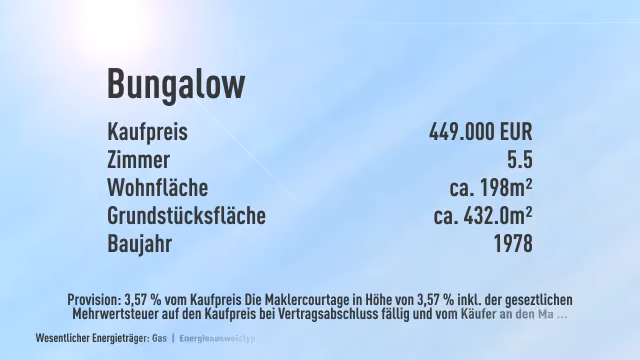 Bungalow
Kaufpreis 449.000 EUR
Zimmer 5.5
Wohnfläche ca. 198m²
Grundstücksfläche ca. 432.0m²
Baujahr 1978
Provision: 3,57 % vom Kaufpreis Die Maklercourtage in Höhe von 3,57 % inkl. der gesetzlichen
Mehrwertsteuer auf den Kaufpreis bei Vertragsabschluss fällig und vom Käufer an den Ma ...
Wesentlicher Energieträger: Gas | Energieausweistyp